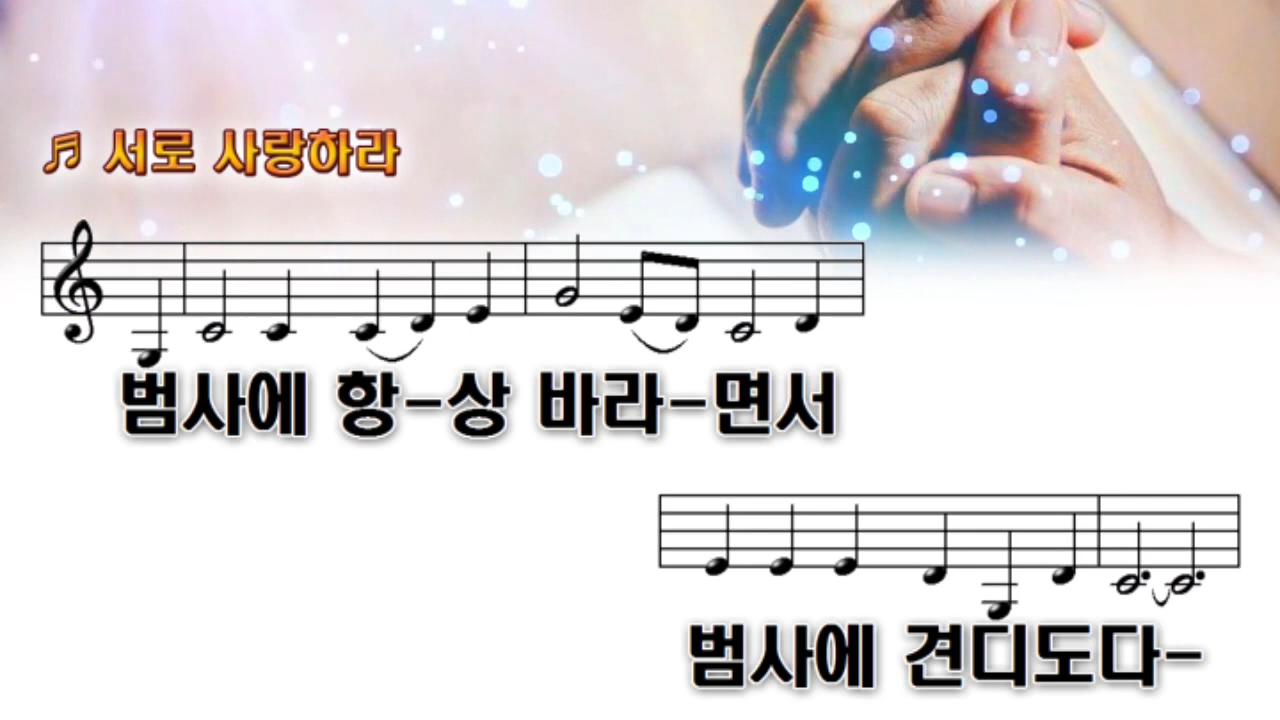 ♬ 서로 사랑하라
범사에 항-상 바라-면서
범사에 견디도다-